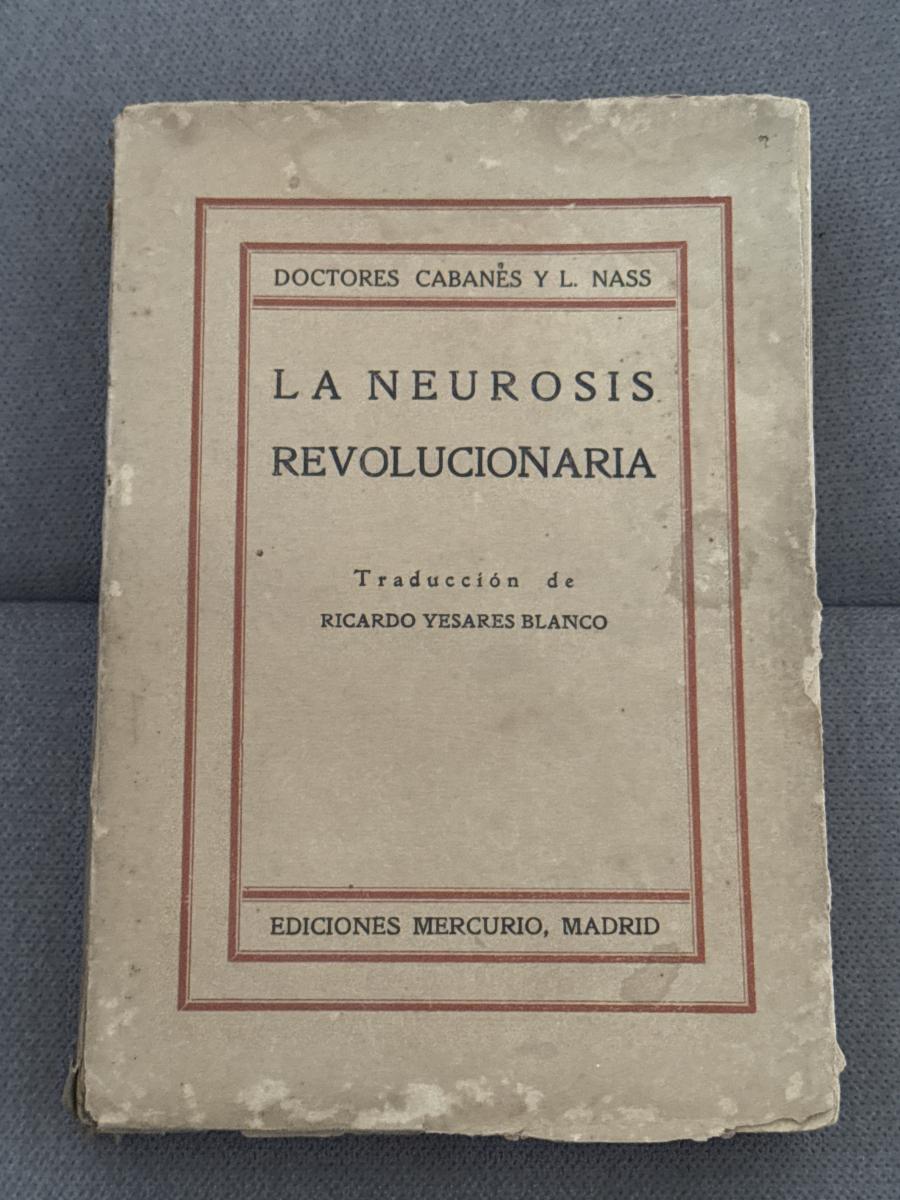 DOCTORES CABANÈS Y L. NASS
LA NEUROSIS
REVOLUCIONARIA
Traducción de
RICARDO YESARES BLANCO
EDICIONES MERCURIO, MADRID